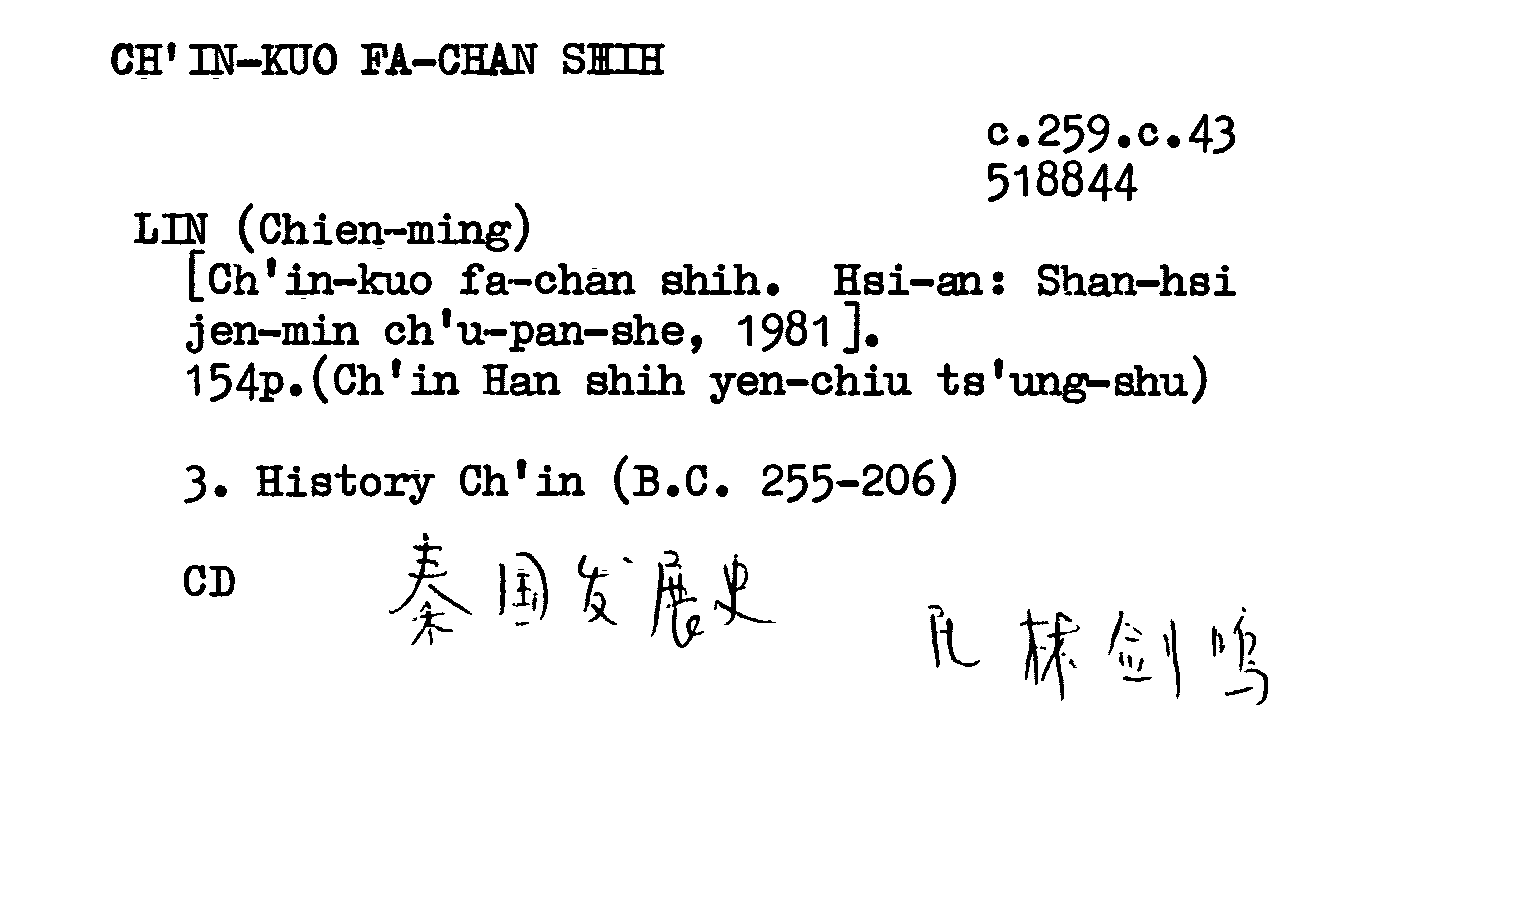 CH'IN-KUO FA-CHAN SHIH
c.259.c.43
518844
LIN (Chien-ming)
[Ch'in-kuo fa-chan shih. Hsi-an: Shan-hsi
jen-min ch'u-pan-she, 1981].
154p.(Ch'in Han shih yen-chiu ts'ung-shu)
3. History Ch'in (B.C. 255-206)
CD 秦国发展史
林剑鸣